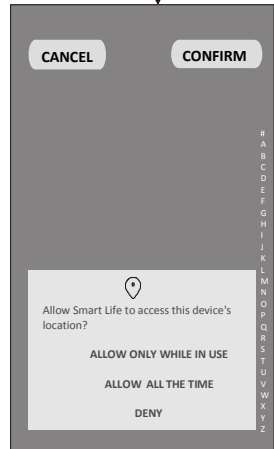 CANCEL
CONFIRM
#
A
B
C
D
E
F
G
H
I
J
K
L
M
N
O
P
Q
R
S
T
U
V
W
X
Y
Z
Allow Smart Life to access this device's
location?
ALLOW ONLY WHILE IN USE
ALLOW ALL THE TIME
DENY